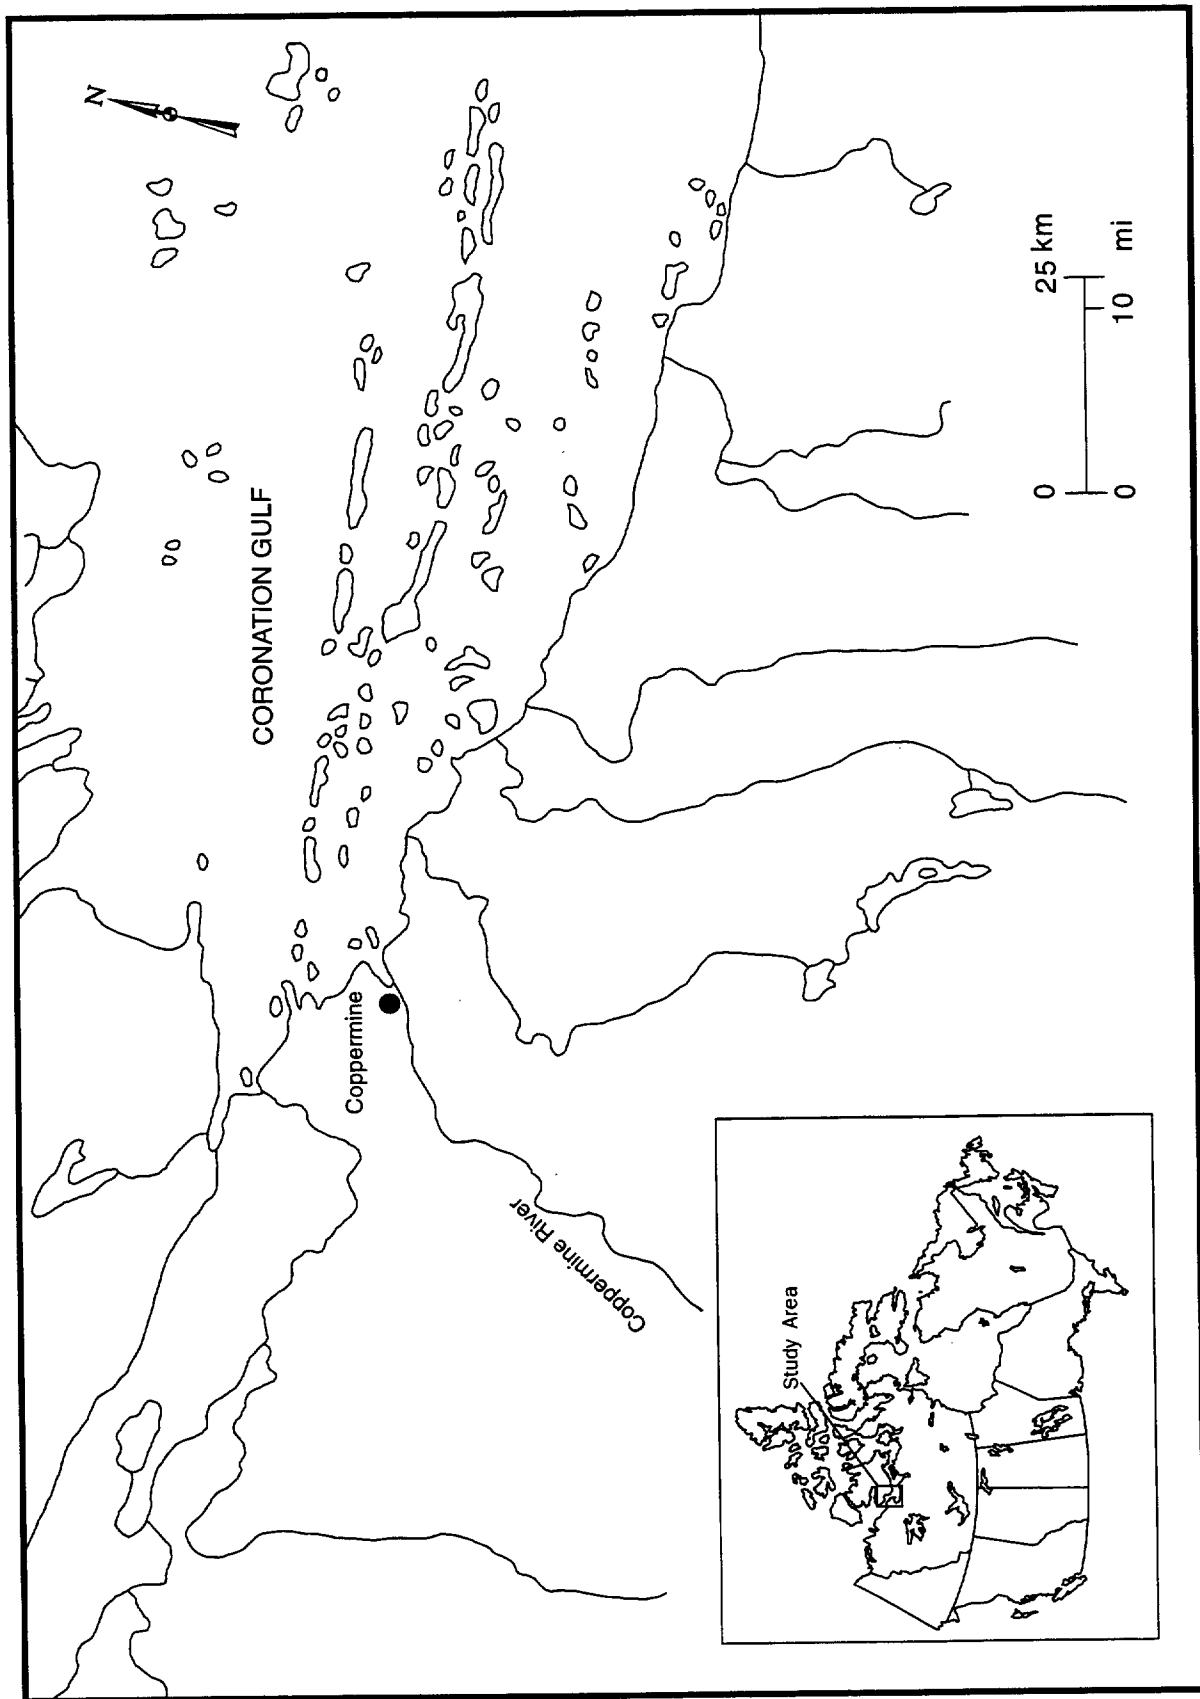 N
CORONATION GULF
Coppermine
Coppermine River
0 25 km
0 10 mi
Study Area